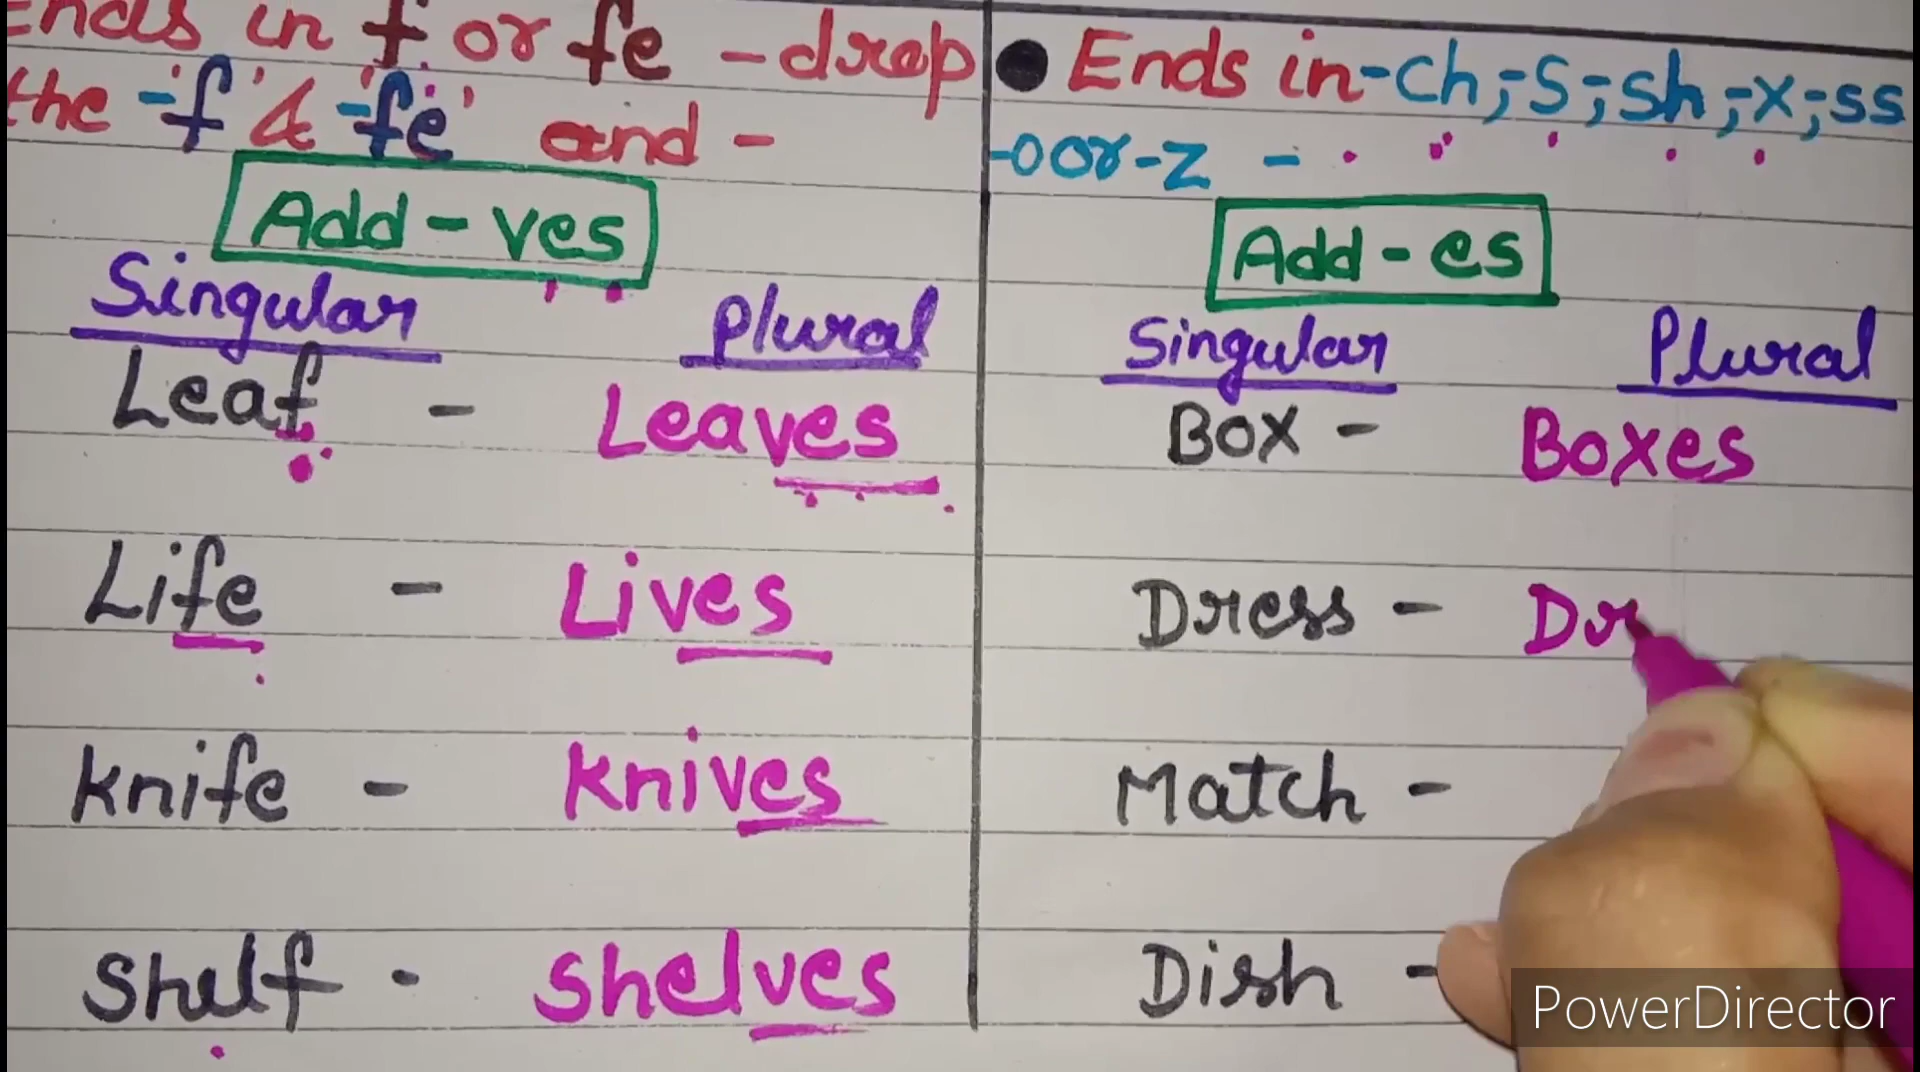 Ends in f or fe - drop
the '-f' & '-fe' and -
Add - ves
Singular Plural
Leaf - Leaves
Life - Lives
Knife - Knives
Shelf - Shelves
● Ends in -ch, -s, -sh, -x, -ss
-o or -z -
Add - es
Singular Plural
Box - Boxes
Dress - Dr
Match -
Dish -
PowerDirector